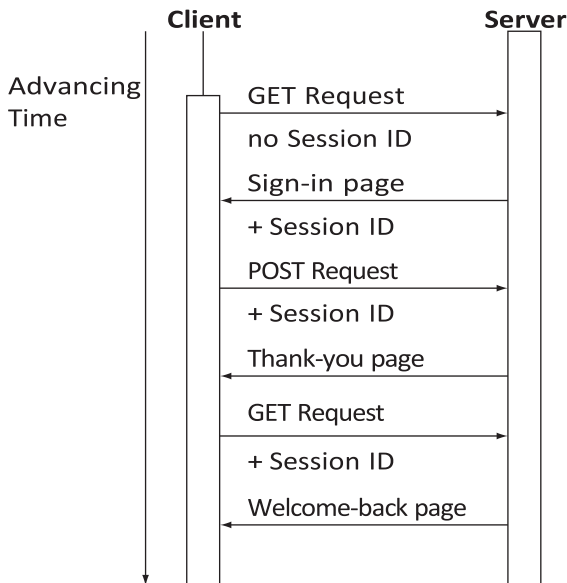 Client
Server
Advancing
Time
GET Request
no Session ID
Sign-in page
+ Session ID
POST Request
+ Session ID
Thank-you page
GET Request
+ Session ID
Welcome-back page